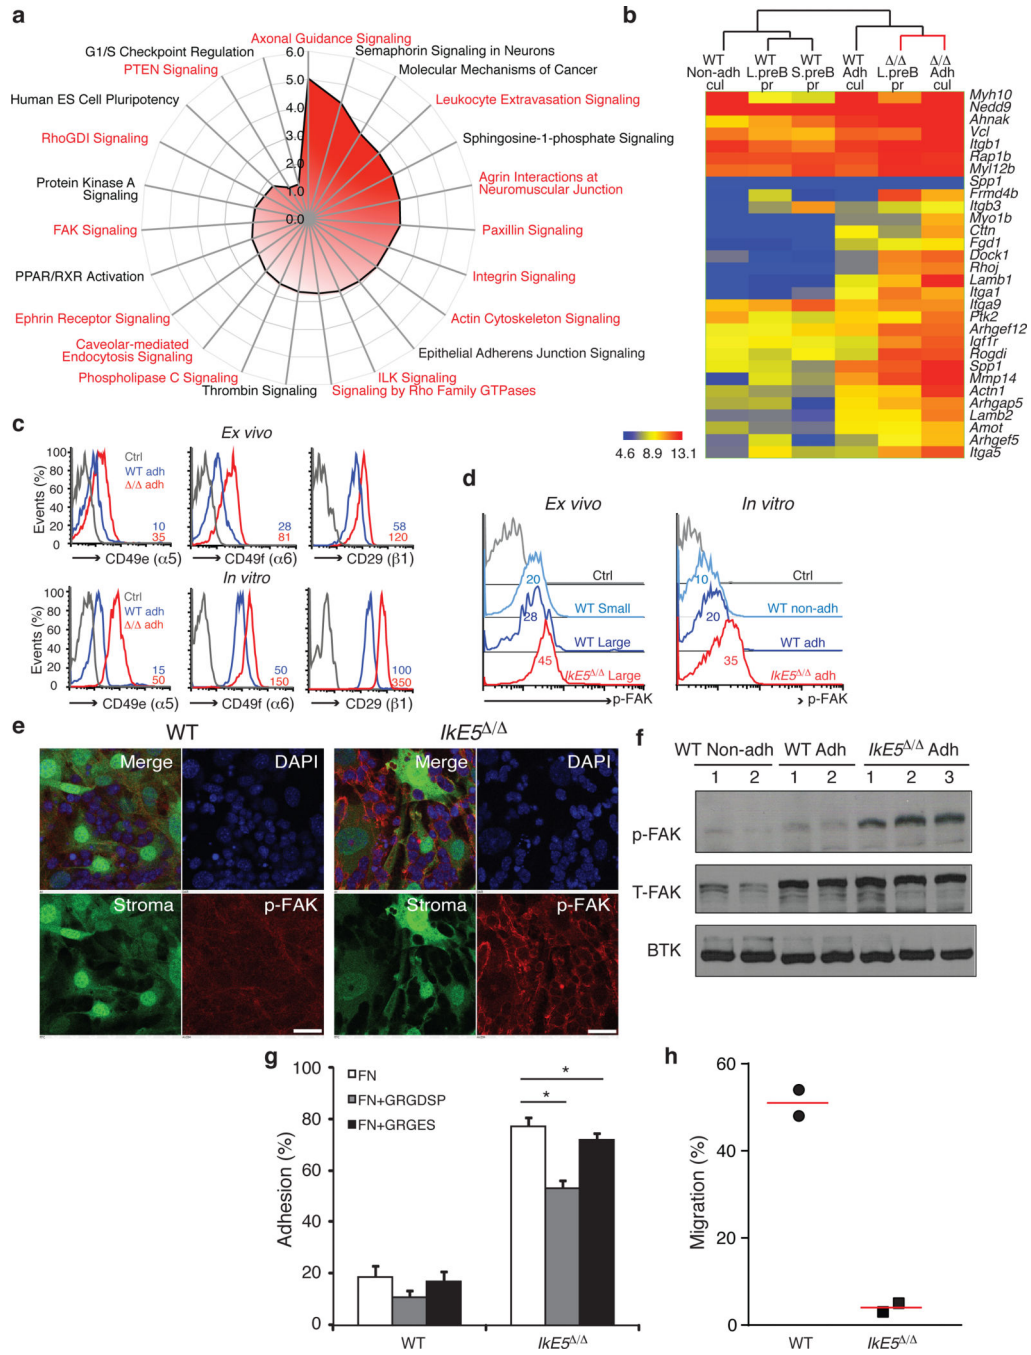 a
Axonal Guidance Signaling
G1/S Checkpoint Regulation
6.0
Semaphorin Signaling in Neurons
PTEN Signaling
5.0
Molecular Mechanisms of Cancer
Human ES Cell Pluripotency
4.0
Leukocyte Extravasation Signaling
RhoGDI Signaling
3.0
Sphingosine-1-phosphate Signaling
2.0
Protein Kinase A
Signaling
1.0
Agrin Interactions at
Neuromuscular Junction
0.0
FAK Signaling
Paxillin Signaling
PPAR/RXR Activation
Integrin Signaling
Ephrin Receptor Signaling
Actin Cytoskeleton Signaling
Caveolar-mediated
Endocytosis Signaling
Epithelial Adherens Junction Signaling
Phospholipase C Signaling
ILK Signaling
Thrombin Signaling
Signaling by Rho Family GTPases
b
WT
Non-adh
cul
WT
L.preB
pr
WT
S.preB
pr
WT
Adh
cul
Δ/Δ
L.preB
pr
Δ/Δ
Adh
cul
Myh10
Nedd9
Ahnak
Vcl
Itgb1
Rap1b
Myl12b
Spp1
Frmd4b
Itgb3
Myo1b
Cttn
Fgd1
Dock1
Rhoj
Lamb1
Itga1
Itga9
Ptk2
Arhgef12
Igf1r
Rogdi
Spp1
Mmp14
Actn1
Arhgap5
Lamb2
Amot
Arhgef5
Itga5
4.6 8.9 13.1
c
Ex vivo
Events (%)
100
80
60
40
20
0
Ctrl
WT adh
Δ/Δ adh
10
35
28
81
58
120
CD49e (α5)
CD49f (α6)
CD29 (β1)
In vitro
Events (%)
100
80
60
40
20
0
Ctrl
WT adh
Δ/Δ adh
15
50
50
150
100
350
CD49e (α5)
CD49f (α6)
CD29 (β1)
d
Ex vivo
Ctrl
20
WT Small
28
WT Large
45
IkE5Δ/Δ Large
p-FAK
In vitro
Ctrl
10
WT non-adh
20
WT adh
35
IkE5Δ/Δ adh
p-FAK
e
WT
IkE5Δ/Δ
Merge
DAPI
Merge
DAPI
Stroma
p-FAK
Stroma
p-FAK
f
WT Non-adh WT Adh IkE5Δ/Δ Adh
1 2 1 2 1 2 3
p-FAK
T-FAK
BTK
g
Adhesion (%)
100
80
60
40
20
0
FN
FN+GRGDSP
FN+GRGES
*
*
WT
IkE5Δ/Δ
h
Migration (%)
60
40
20
0
WT
IkE5Δ/Δ